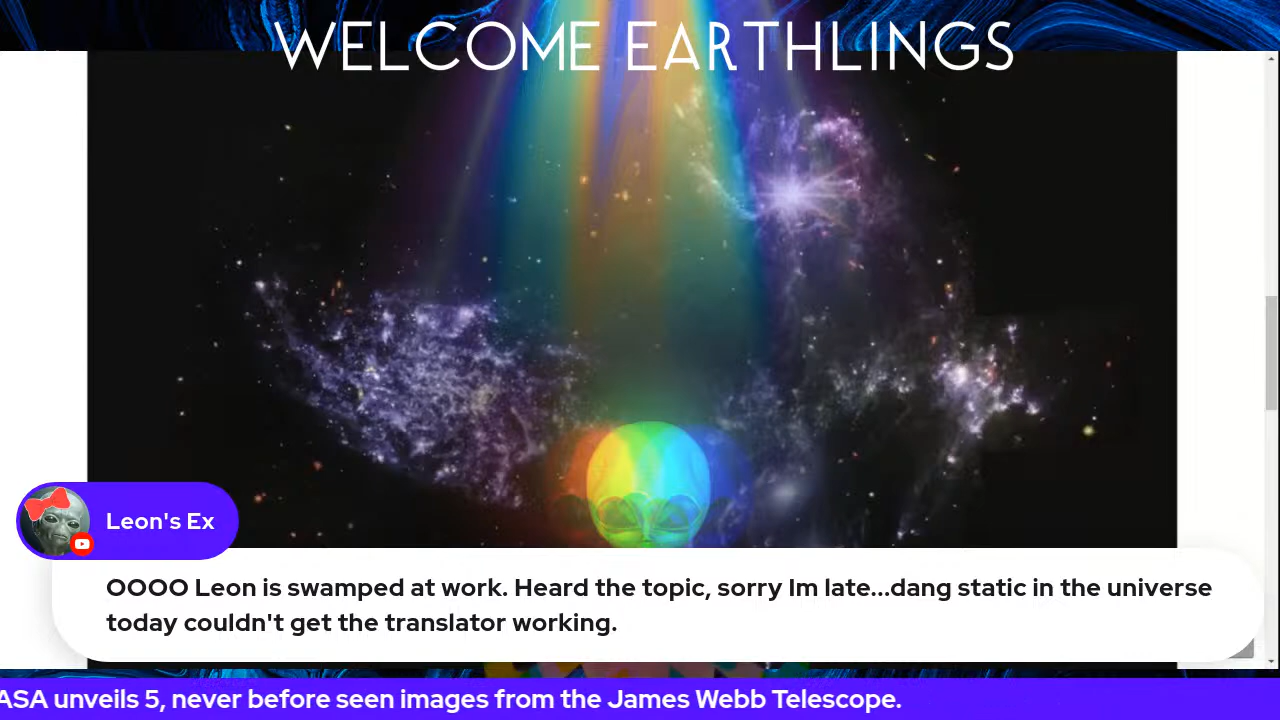 WELCOME EARTHLINGS
Leon's Ex
OOOO Leon is swamped at work. Heard the topic, sorry Im late...dang static in the universe
today couldn't get the translator working.
ASA unveils 5, never before seen images from the James Webb Telescope.